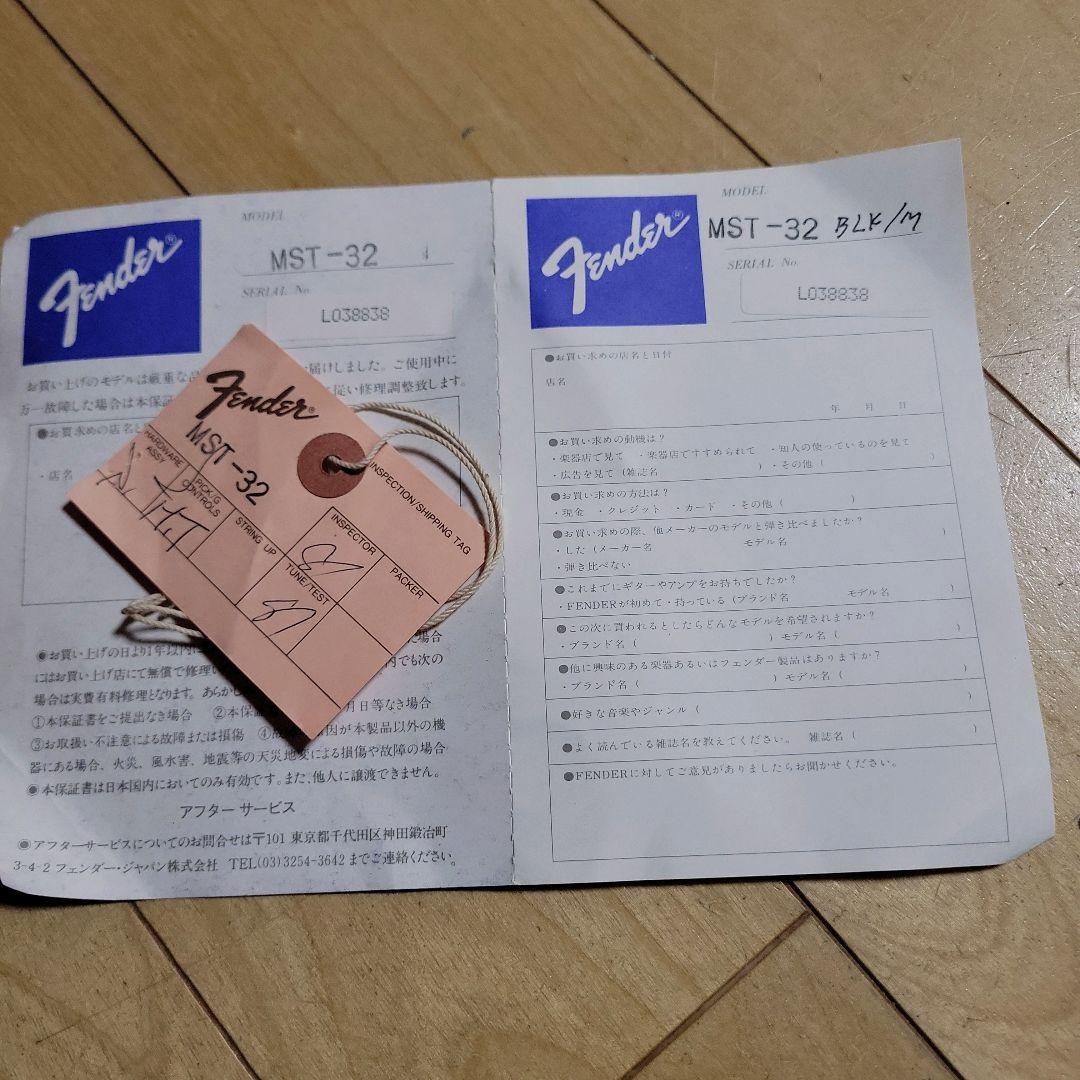 Fender®
MODEL
MST-32
SERIAL No.
L038838
お買い上げのモデルは厳重な
届けしました。ご使用中に
万一故障した場合は本保証
従い修理調整致します。
●お買求めの店名と
・店名
●お買い上げの日より1年以内に
場合
にはお買い上げ店にて無償で修理い
内でも次の
場合は実費有料修理となります。あらか
①本保証書をご提出なき場合 ②本保証
月日等なき場合
③お取扱い不注意による故障または損傷 ④
因が本製品以外の機
器にある場合、火災、風水害、地震等の天災地変による損傷や故障の場合
●本保証書は日本国内においてのみ有効です。また、他人に譲渡できません。
アフター サービス
●アフターサービスについてのお問合せは〒101 東京都千代田区神田鍛冶町
3-4-2 フェンダー・ジャパン株式会社 TEL(03)3254-3642 までご連絡ください。
Fender®
MST-32
INSPECTION/SHIPPING TAG
HARDWARE ASSY
PICK/G CONTROLS
STRING UP
INSPECTOR
TUNE/TEST
87
PACKER
Fender®
MODEL
MST-32 BLK/M
SERIAL No.
L038838
●お買い求めの店名と日付
店名
年 月 日
●お買い求めの動機は?
・楽器店で見て ・楽器店ですすめられて ・知人の使っているのを見て
・広告を見て (雑誌名 ) ・その他 ( )
●お買い求めの方法は?
・現金 ・クレジット ・カード ・その他 ( )
●お買い求めの際、他メーカーのモデルと弾き比べましたか?
・した (メーカー名 モデル名 )
・弾き比べない
●これまでにギターやアンプをお持ちでしたか?
・FENDERが初めて ・持っている (ブランド名 モデル名 )
●この次に買われるとしたらどんなモデルを希望されますか?
・ブランド名 ( ) モデル名 ( )
●他に興味のある楽器あるいはフェンダー製品はありますか?
・ブランド名 ( ) モデル名 ( )
●好きな音楽やジャンル ( )
●よく読んでいる雑誌名を教えてください。 雑誌名 ( )
●FENDERに対してご意見がありましたらお聞かせください。